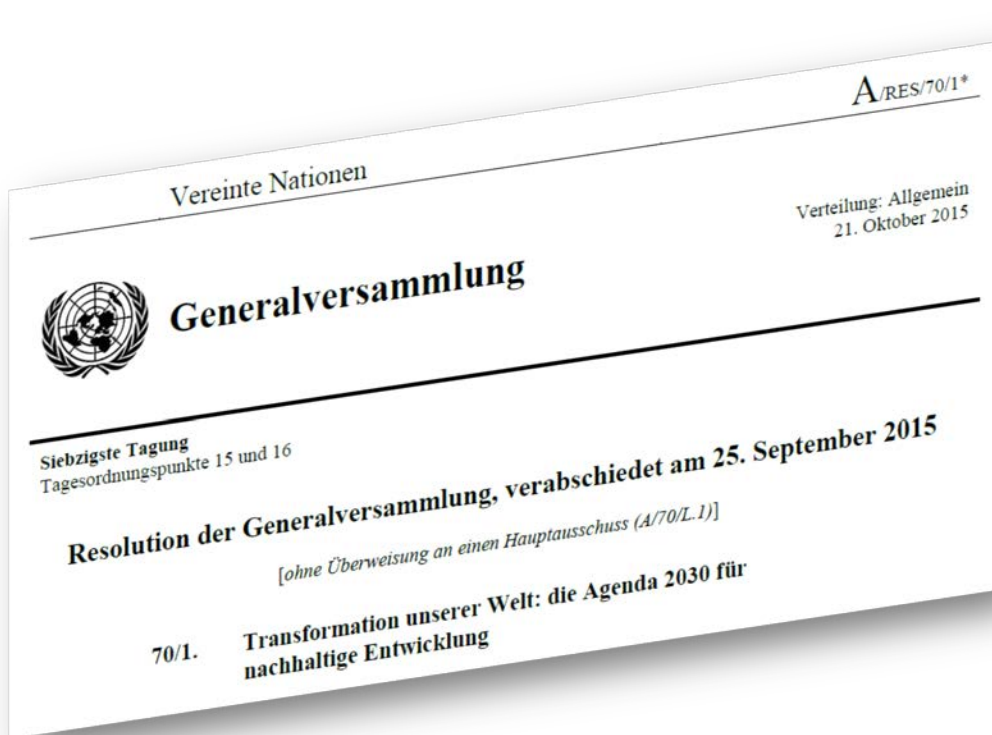 A/RES/70/1*
Vereinte Nationen
Verteilung: Allgemein
21. Oktober 2015
Generalversammlung
Siebzigste Tagung
Tagesordnungspunkte 15 und 16
Resolution der Generalversammlung, verabschiedet am 25. September 2015
[ohne Überweisung an einen Hauptausschuss (A/70/L.1)]
70/1. Transformation unserer Welt: die Agenda 2030 für
nachhaltige Entwicklung